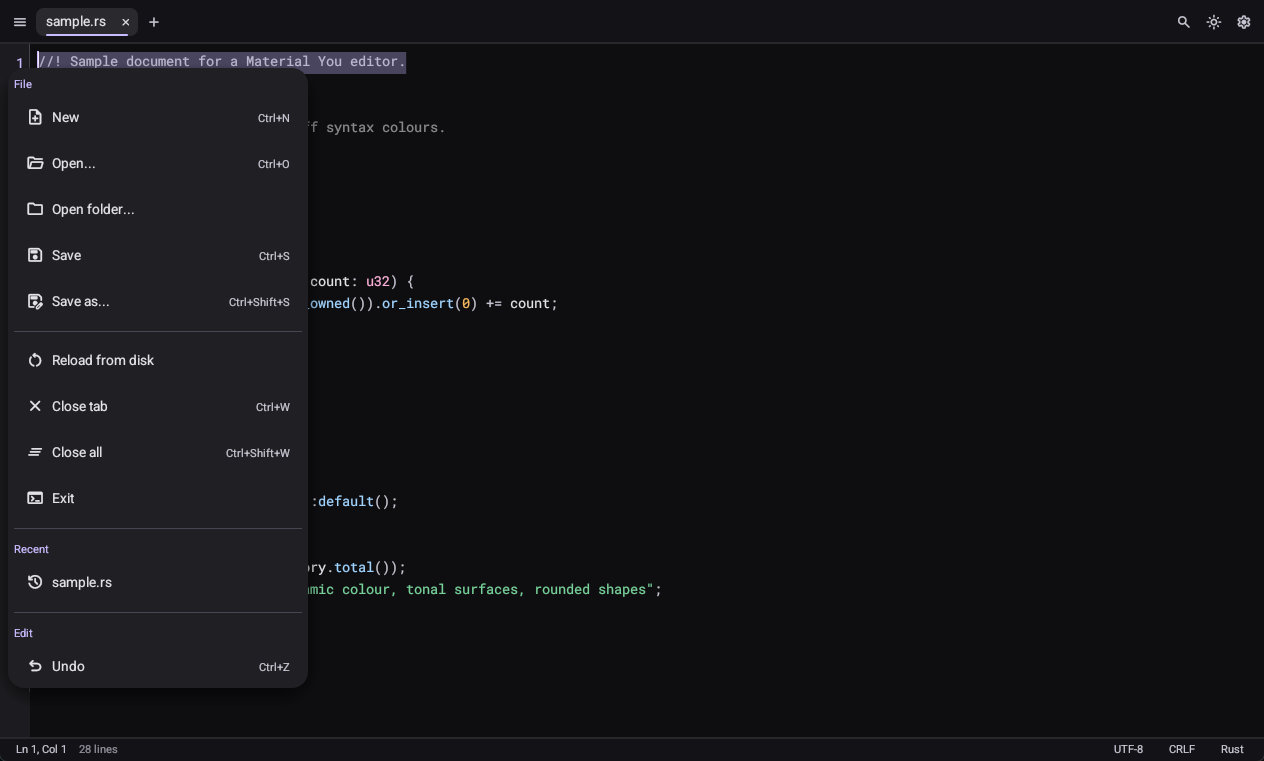 sample.rs
1
//! Sample document for a Material You editor.
File
New Ctrl+N
syntax colours.
Open... Ctrl+O
Open folder...
Save Ctrl+S
count: u32) {
Save as... Ctrl+Shift+S
owned()).or_insert(0) += count;
Reload from disk
Close tab Ctrl+W
Close all Ctrl+Shift+W
Exit
:default();
Recent
.total());
sample.rs
colour, tonal surfaces, rounded shapes";
Edit
Undo Ctrl+Z
Ln 1, Col 1 28 lines UTF-8 CRLF Rust